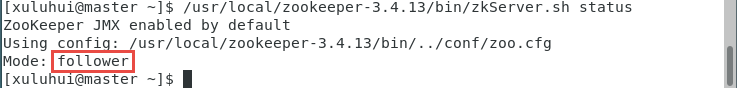 [xuluhui@master ~]$ /usr/local/zookeeper-3.4.13/bin/zkServer.sh status
ZooKeeper JMX enabled by default
Using config: /usr/local/zookeeper-3.4.13/bin/../conf/zoo.cfg
Mode: follower
[xuluhui@master ~]$